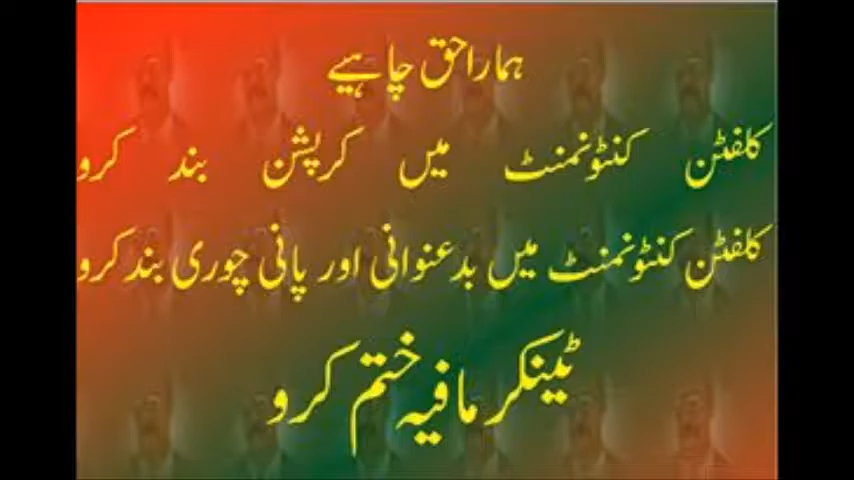 ہمارا حق چاہیے
کلفٹن کنٹونمنٹ میں کرپشن بند کرو
کلفٹن کنٹونمنٹ میں بدعنوانی اور پانی چوری بند کرو
ٹینکر مافیہ ختم کرو